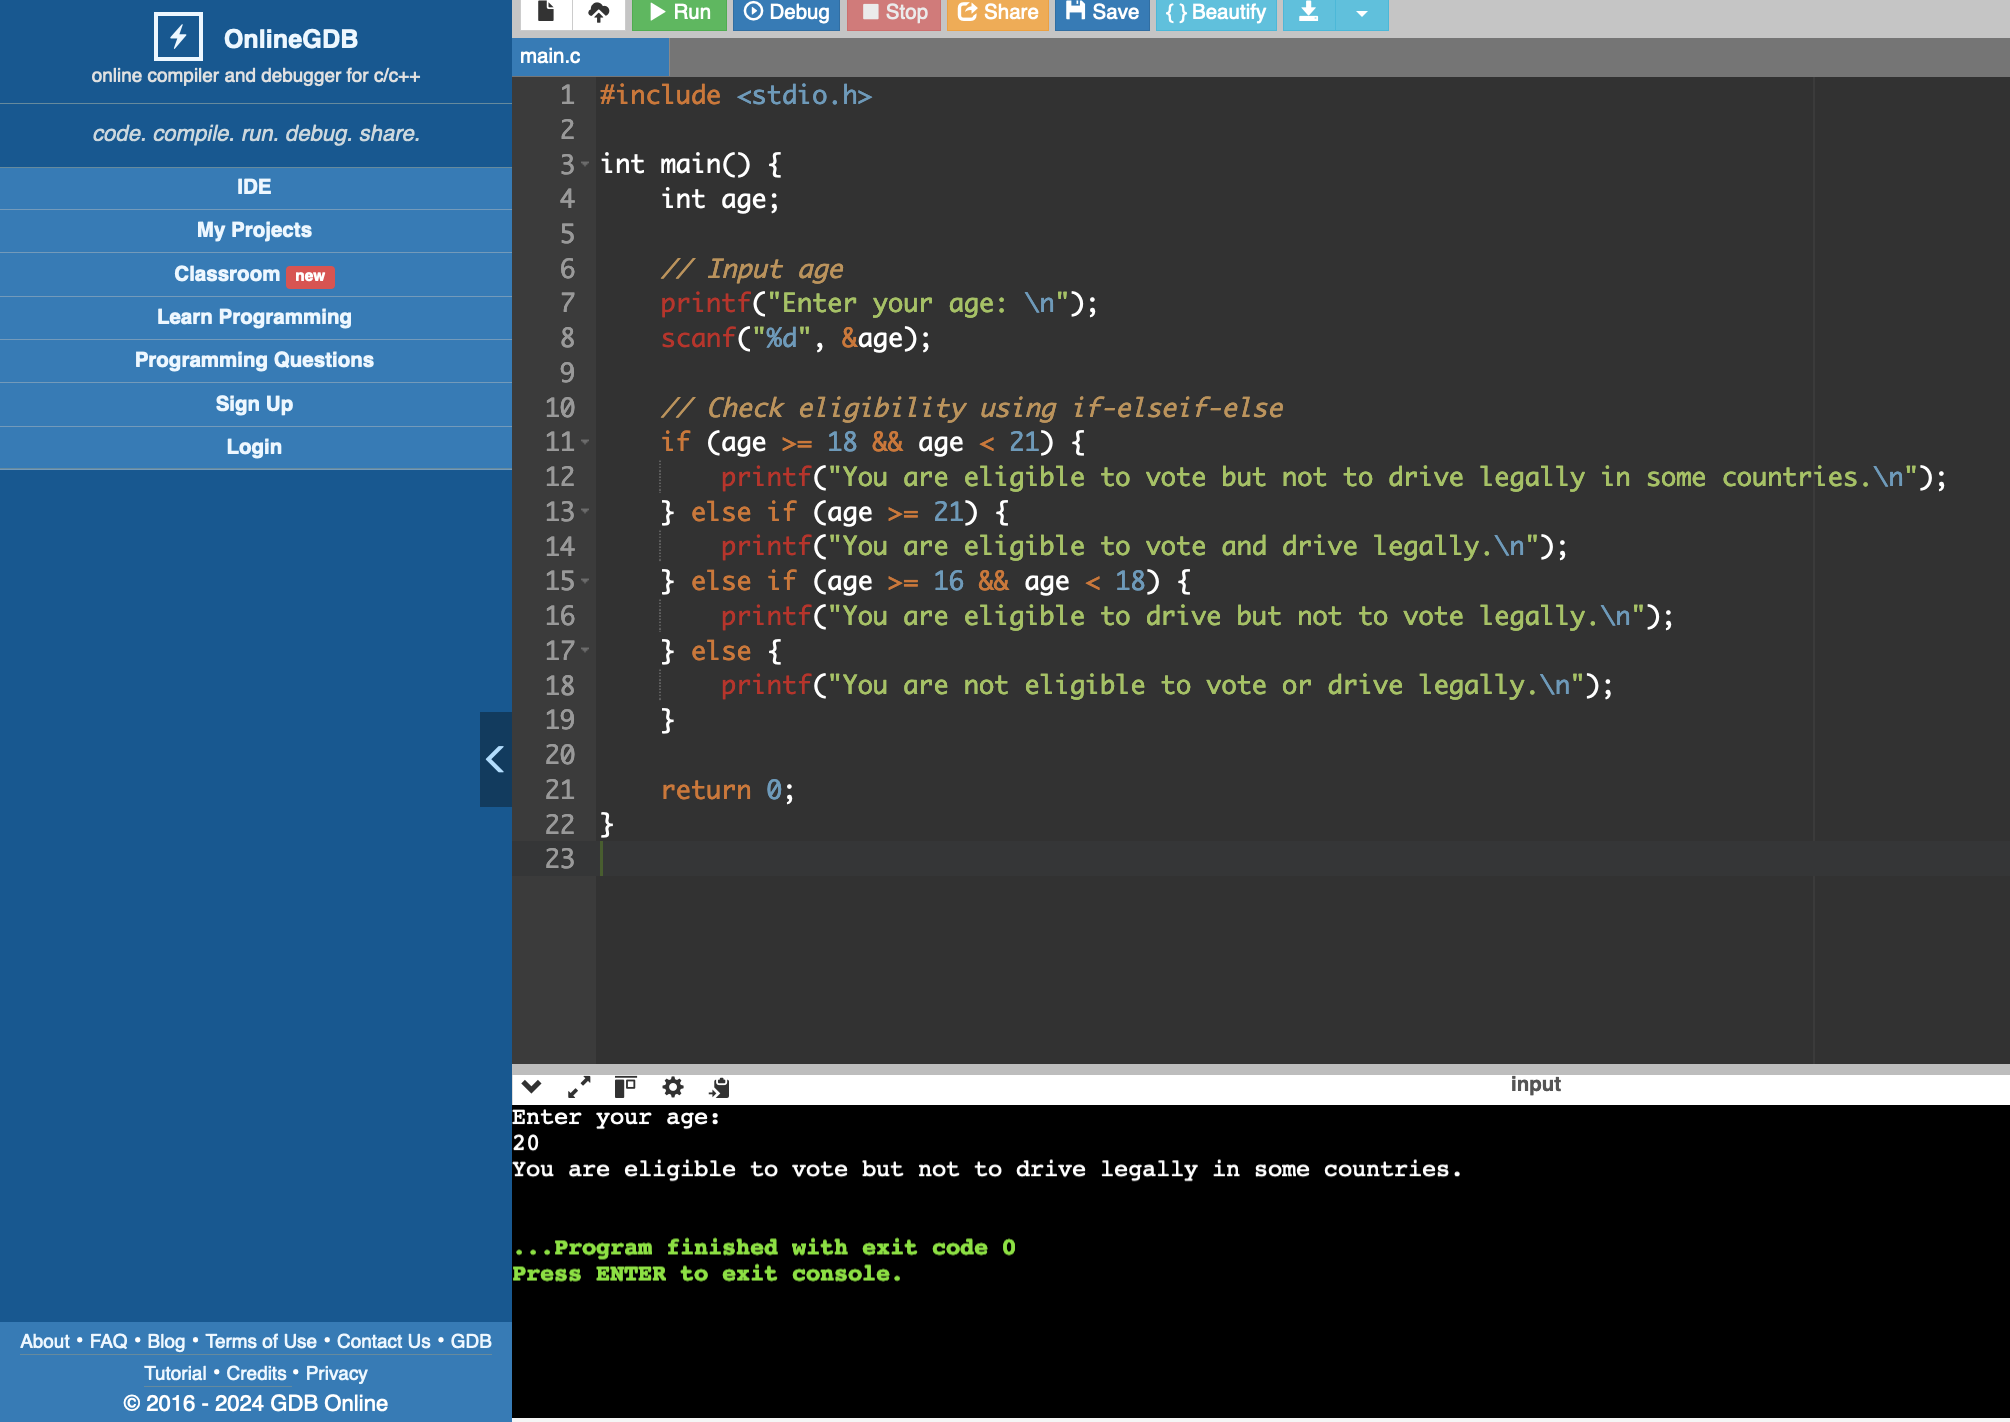 OnlineGDB
online compiler and debugger for c/c++
code. compile. run. debug. share.
IDE
My Projects
Classroom new
Learn Programming
Programming Questions
Sign Up
Login
About • FAQ • Blog • Terms of Use • Contact Us • GDB
Tutorial • Credits • Privacy
© 2016 - 2024 GDB Online
Run Debug Stop Share Save { } Beautify
main.c
1 #include <stdio.h>
2
3 int main() {
4     int age;
5
6     // Input age
7     printf("Enter your age: \n");
8     scanf("%d", &age);
9
10     // Check eligibility using if-elseif-else
11     if (age >= 18 && age < 21) {
12         printf("You are eligible to vote but not to drive legally in some countries.\n");
13     } else if (age >= 21) {
14         printf("You are eligible to vote and drive legally.\n");
15     } else if (age >= 16 && age < 18) {
16         printf("You are eligible to drive but not to vote legally.\n");
17     } else {
18         printf("You are not eligible to vote or drive legally.\n");
19     }
20
21     return 0;
22 }
23
input
Enter your age:
20
You are eligible to vote but not to drive legally in some countries.
...Program finished with exit code 0
Press ENTER to exit console.